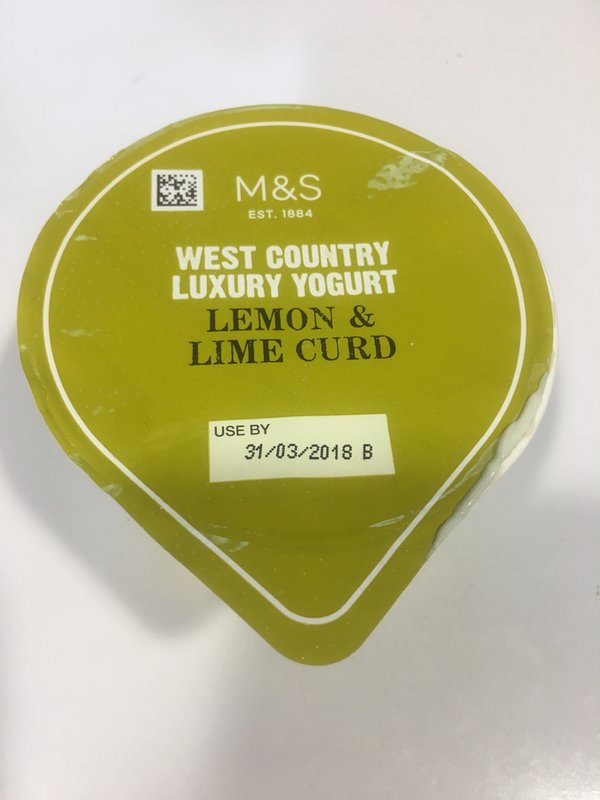 M&S
EST. 1884
WEST COUNTRY
LUXURY YOGURT
LEMON &
LIME CURD
USE BY
31/03/2018 B